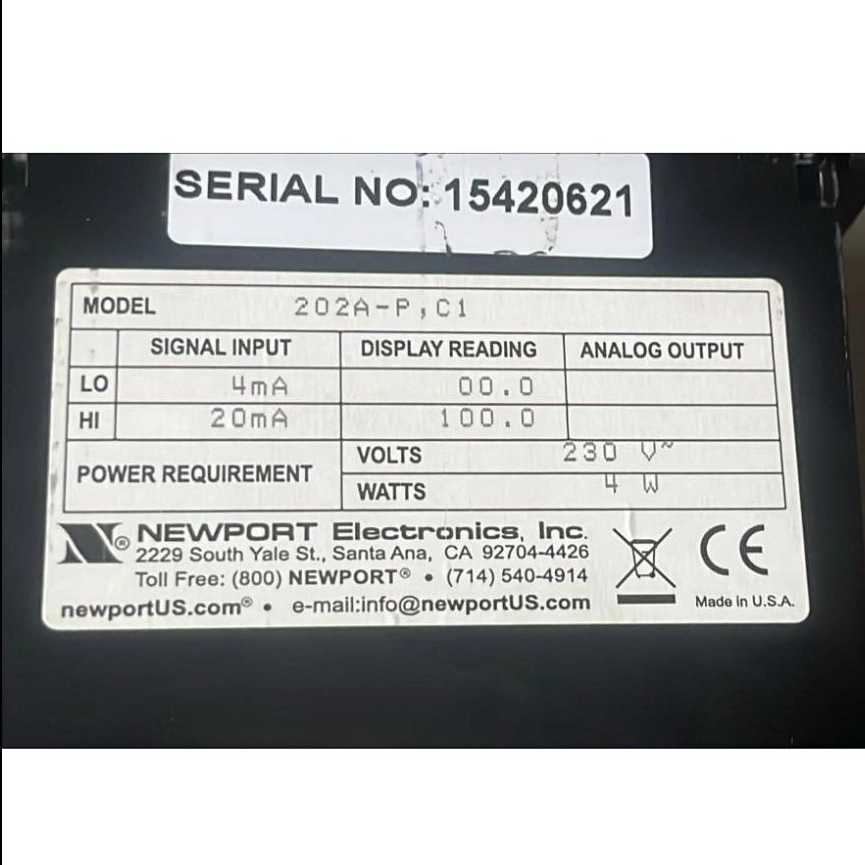 SERIAL NO: 15420621
MODEL 202A-P, C1
SIGNAL INPUT DISPLAY READING ANALOG OUTPUT
LO 4mA 00.0
HI 20mA 100.0
POWER REQUIREMENT
VOLTS 230 V~
WATTS 4 W
N® NEWPORT Electronics, Inc.
2229 South Yale St., Santa Ana, CA 92704-4426
Toll Free: (800) NEWPORT® • (714) 540-4914
newportUS.com® • e-mail:info@newportUS.com
CE
Made in U.S.A.